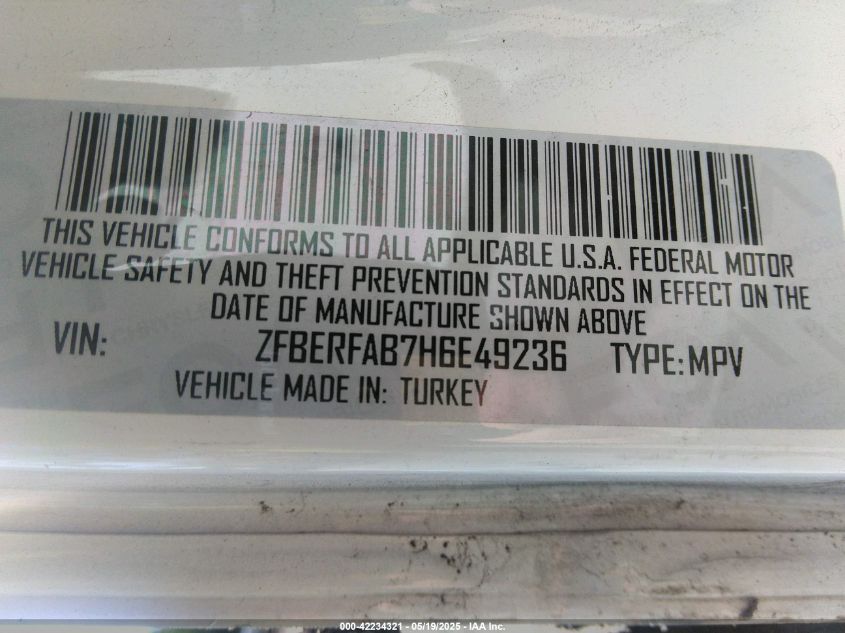 THIS VEHICLE CONFORMS TO ALL APPLICABLE U.S.A. FEDERAL MOTOR
VEHICLE SAFETY AND THEFT PREVENTION STANDARDS IN EFFECT ON THE
DATE OF MANUFACTURE SHOWN ABOVE
VIN: ZFBERFAB7H6E49236 TYPE: MPV
VEHICLE MADE IN: TURKEY
000-42234321 - 05/19/2025 - IAA Inc.